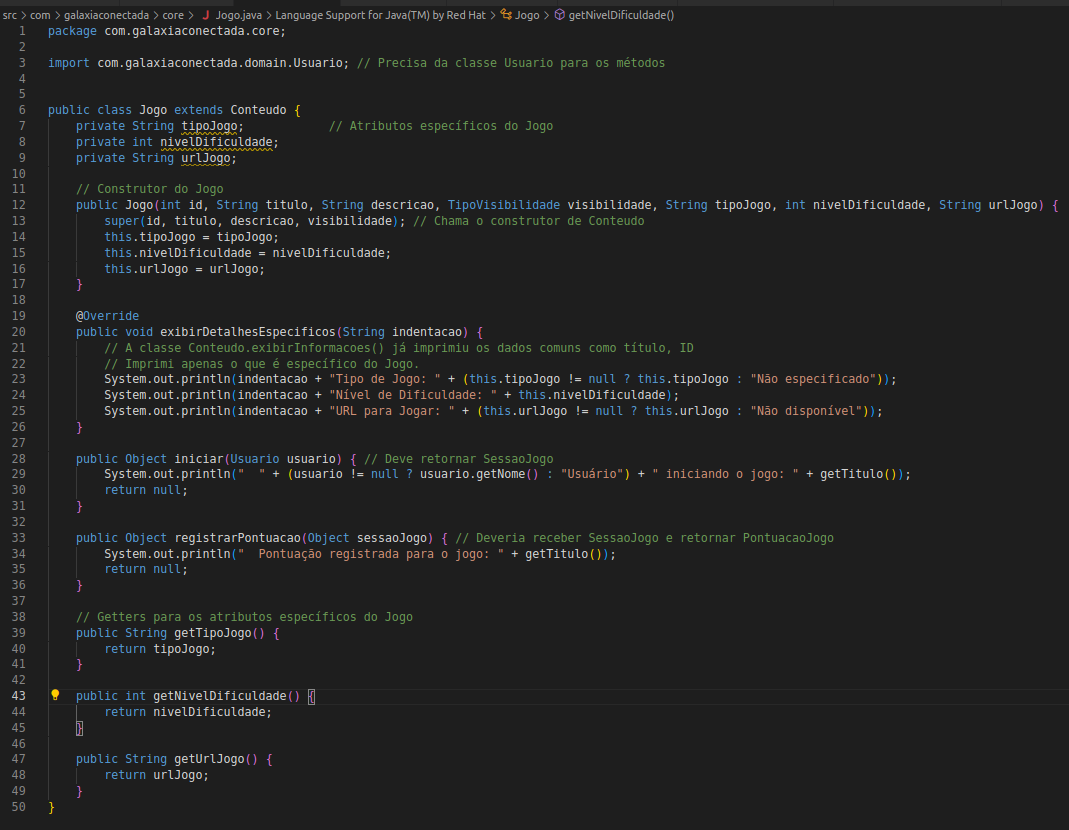 src > com > galaxiaconectada > core > J Jogo.java > Language Support for Java(TM) by Red Hat > Jogo > getNivelDificuldade()
1 package com.galaxiaconectada.core;
2
3 import com.galaxiaconectada.domain.Usuario; // Precisa da classe Usuario para os métodos
4
5
6 public class Jogo extends Conteudo {
7     private String tipoJogo;            // Atributos específicos do Jogo
8     private int nivelDificuldade;
9     private String urlJogo;
10
11     // Construtor do Jogo
12     public Jogo(int id, String titulo, String descricao, TipoVisibilidade visibilidade, String tipoJogo, int nivelDificuldade, String urlJogo) {
13         super(id, titulo, descricao, visibilidade); // Chama o construtor de Conteudo
14         this.tipoJogo = tipoJogo;
15         this.nivelDificuldade = nivelDificuldade;
16         this.urlJogo = urlJogo;
17     }
18
19     @Override
20     public void exibirDetalhesEspecificos(String indentacao) {
21         // A classe Conteudo.exibirInformacoes() já imprimiu os dados comuns como título, ID
22         // Imprimi apenas o que é específico do Jogo.
23         System.out.println(indentacao + "Tipo de Jogo: " + (this.tipoJogo != null ? this.tipoJogo : "Não especificado"));
24         System.out.println(indentacao + "Nível de Dificuldade: " + this.nivelDificuldade);
25         System.out.println(indentacao + "URL para Jogar: " + (this.urlJogo != null ? this.urlJogo : "Não disponível"));
26     }
27
28     public Object iniciar(Usuario usuario) { // Deve retornar SessaoJogo
29         System.out.println("  " + (usuario != null ? usuario.getNome() : "Usuário") + " iniciando o jogo: " + getTitulo());
30         return null;
31     }
32
33     public Object registrarPontuacao(Object sessaoJogo) { // Deveria receber SessaoJogo e retornar PontuacaoJogo
34         System.out.println("  Pontuação registrada para o jogo: " + getTitulo());
35         return null;
36     }
37
38     // Getters para os atributos específicos do Jogo
39     public String getTipoJogo() {
40         return tipoJogo;
41     }
42
43     public int getNivelDificuldade() {
44         return nivelDificuldade;
45     }
46
47     public String getUrlJogo() {
48         return urlJogo;
49     }
50 }